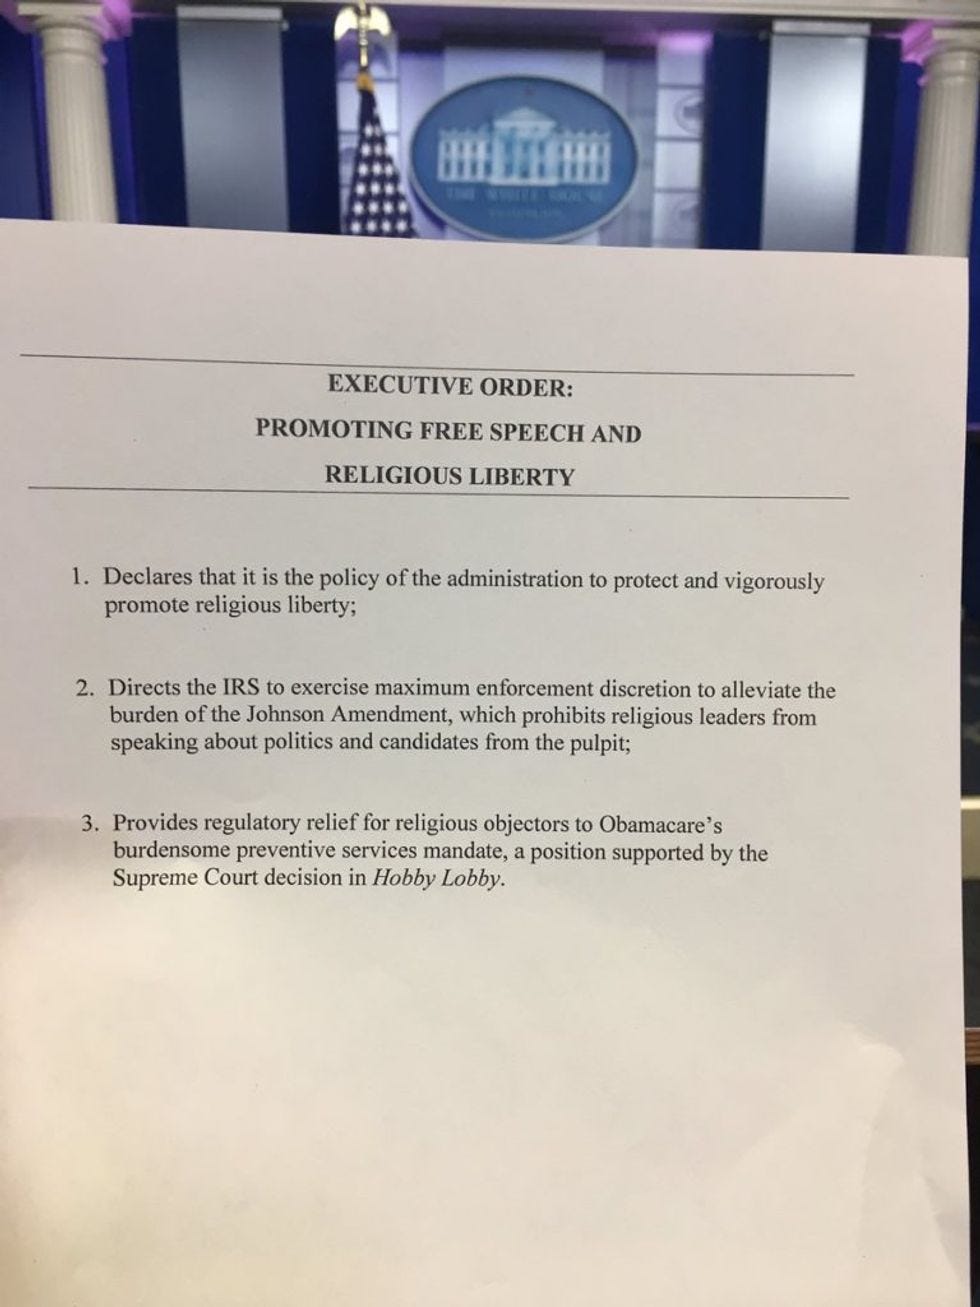 THE WHITE HOUSE
EXECUTIVE ORDER:
PROMOTING FREE SPEECH AND
RELIGIOUS LIBERTY
1. Declares that it is the policy of the administration to protect and vigorously
promote religious liberty;
2. Directs the IRS to exercise maximum enforcement discretion to alleviate the
burden of the Johnson Amendment, which prohibits religious leaders from
speaking about politics and candidates from the pulpit;
3. Provides regulatory relief for religious objectors to Obamacare’s
burdensome preventive services mandate, a position supported by the
Supreme Court decision in Hobby Lobby.